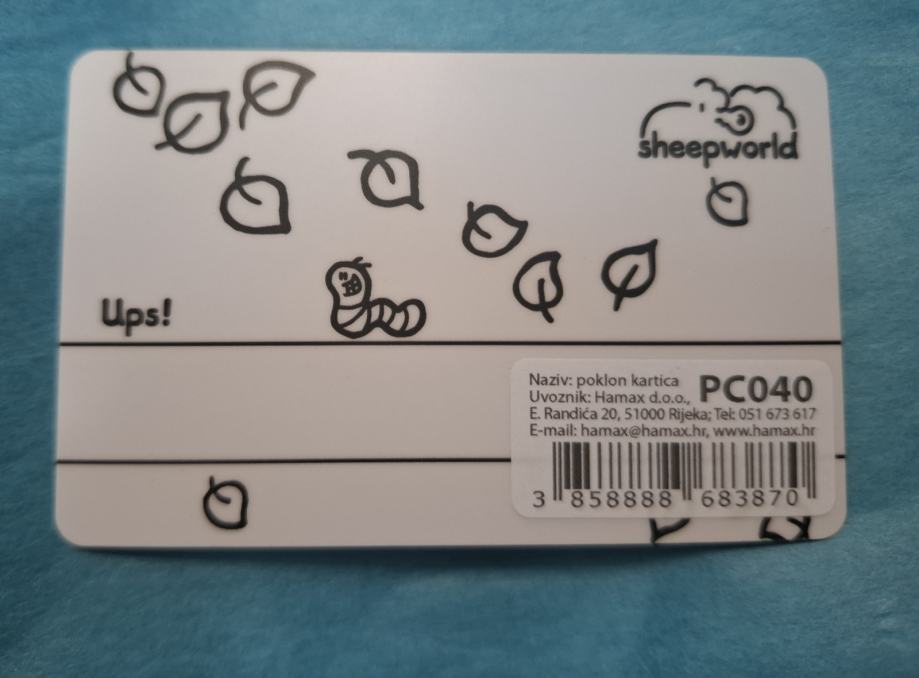 sheepworld
Ups!
Naziv: poklon kartica PC040
Uvoznik: Hamax d.o.o.,
E. Randića 20, 51000 Rijeka; Tel: 051 673 617
E-mail: hamax@hamax.hr, www.hamax.hr
3 858888 683870